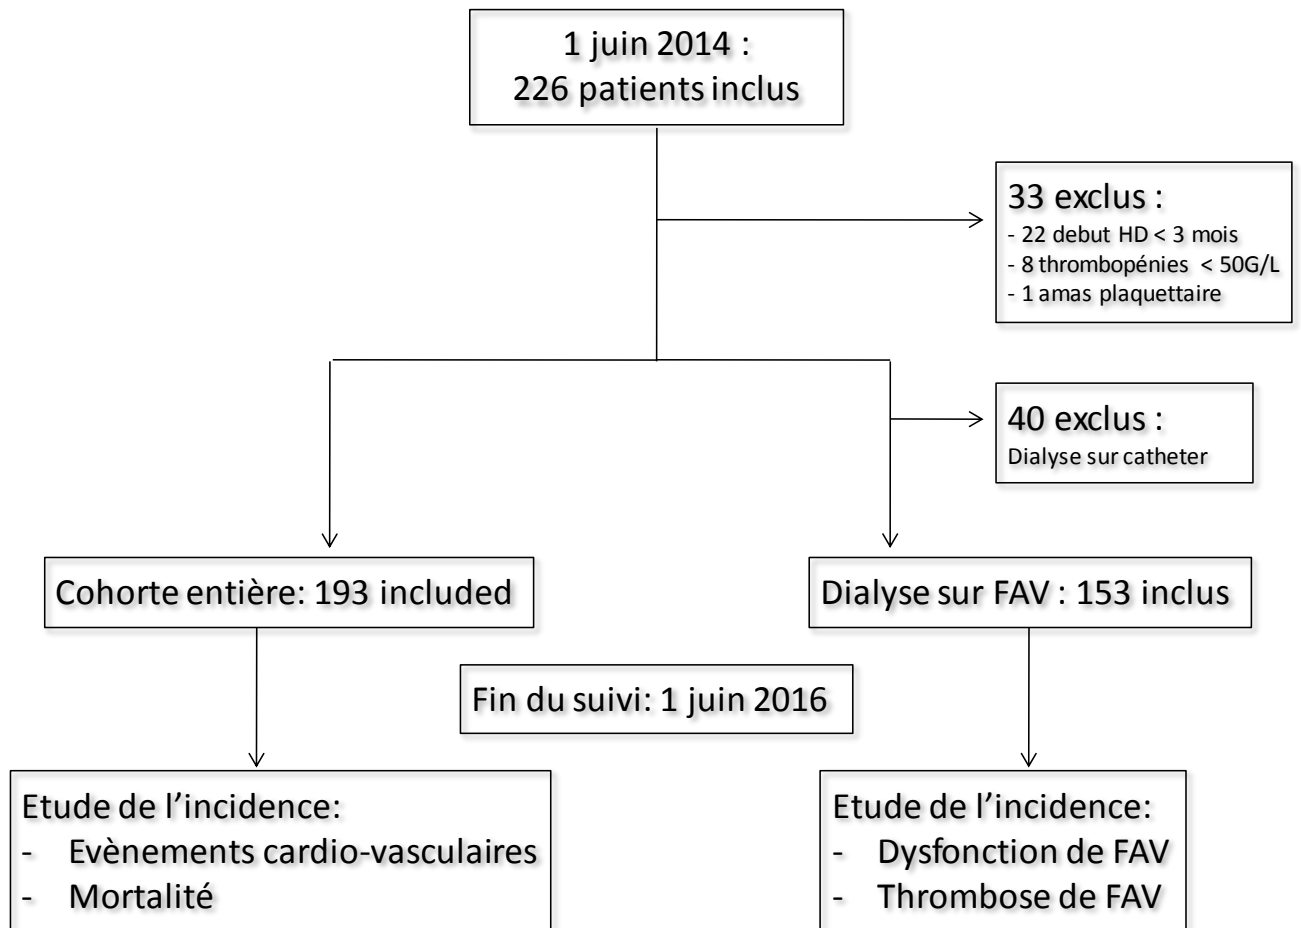 1 juin 2014 :
226 patients inclus
33 exclus :
- 22 debut HD < 3 mois
- 8 thrombopénies < 50G/L
- 1 amas plaquettaire
40 exclus :
Dialyse sur catheter
Cohorte entière: 193 included
Dialyse sur FAV : 153 inclus
Fin du suivi: 1 juin 2016
Etude de l’incidence:
- Evènements cardio-vasculaires
- Mortalité
Etude de l’incidence:
- Dysfonction de FAV
- Thrombose de FAV